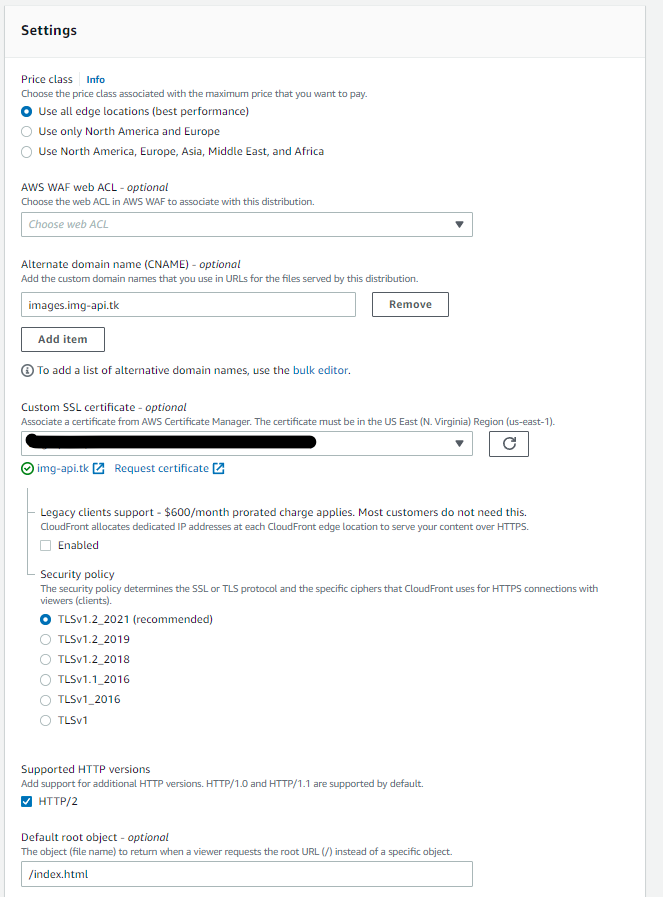 Settings
Price class Info
Choose the price class associated with the maximum price that you want to pay.
Use all edge locations (best performance)
Use only North America and Europe
Use North America, Europe, Asia, Middle East, and Africa
AWS WAF web ACL - optional
Choose the web ACL in AWS WAF to associate with this distribution.
Choose web ACL
Alternate domain name (CNAME) - optional
Add the custom domain names that you use in URLs for the files served by this distribution.
images.img-api.tk Remove
Add item
To add a list of alternative domain names, use the bulk editor.
Custom SSL certificate - optional
Associate a certificate from AWS Certificate Manager. The certificate must be in the US East (N. Virginia) Region (us-east-1).
img-api.tk Request certificate
Legacy clients support - $600/month prorated charge applies. Most customers do not need this.
CloudFront allocates dedicated IP addresses at each CloudFront edge location to serve your content over HTTPS.
Enabled
Security policy
The security policy determines the SSL or TLS protocol and the specific ciphers that CloudFront uses for HTTPS connections with
viewers (clients).
TLSv1.2_2021 (recommended)
TLSv1.2_2019
TLSv1.2_2018
TLSv1.1_2016
TLSv1_2016
TLSv1
Supported HTTP versions
Add support for additional HTTP versions. HTTP/1.0 and HTTP/1.1 are supported by default.
HTTP/2
Default root object - optional
The object (file name) to return when a viewer requests the root URL (/) instead of a specific object.
/index.html